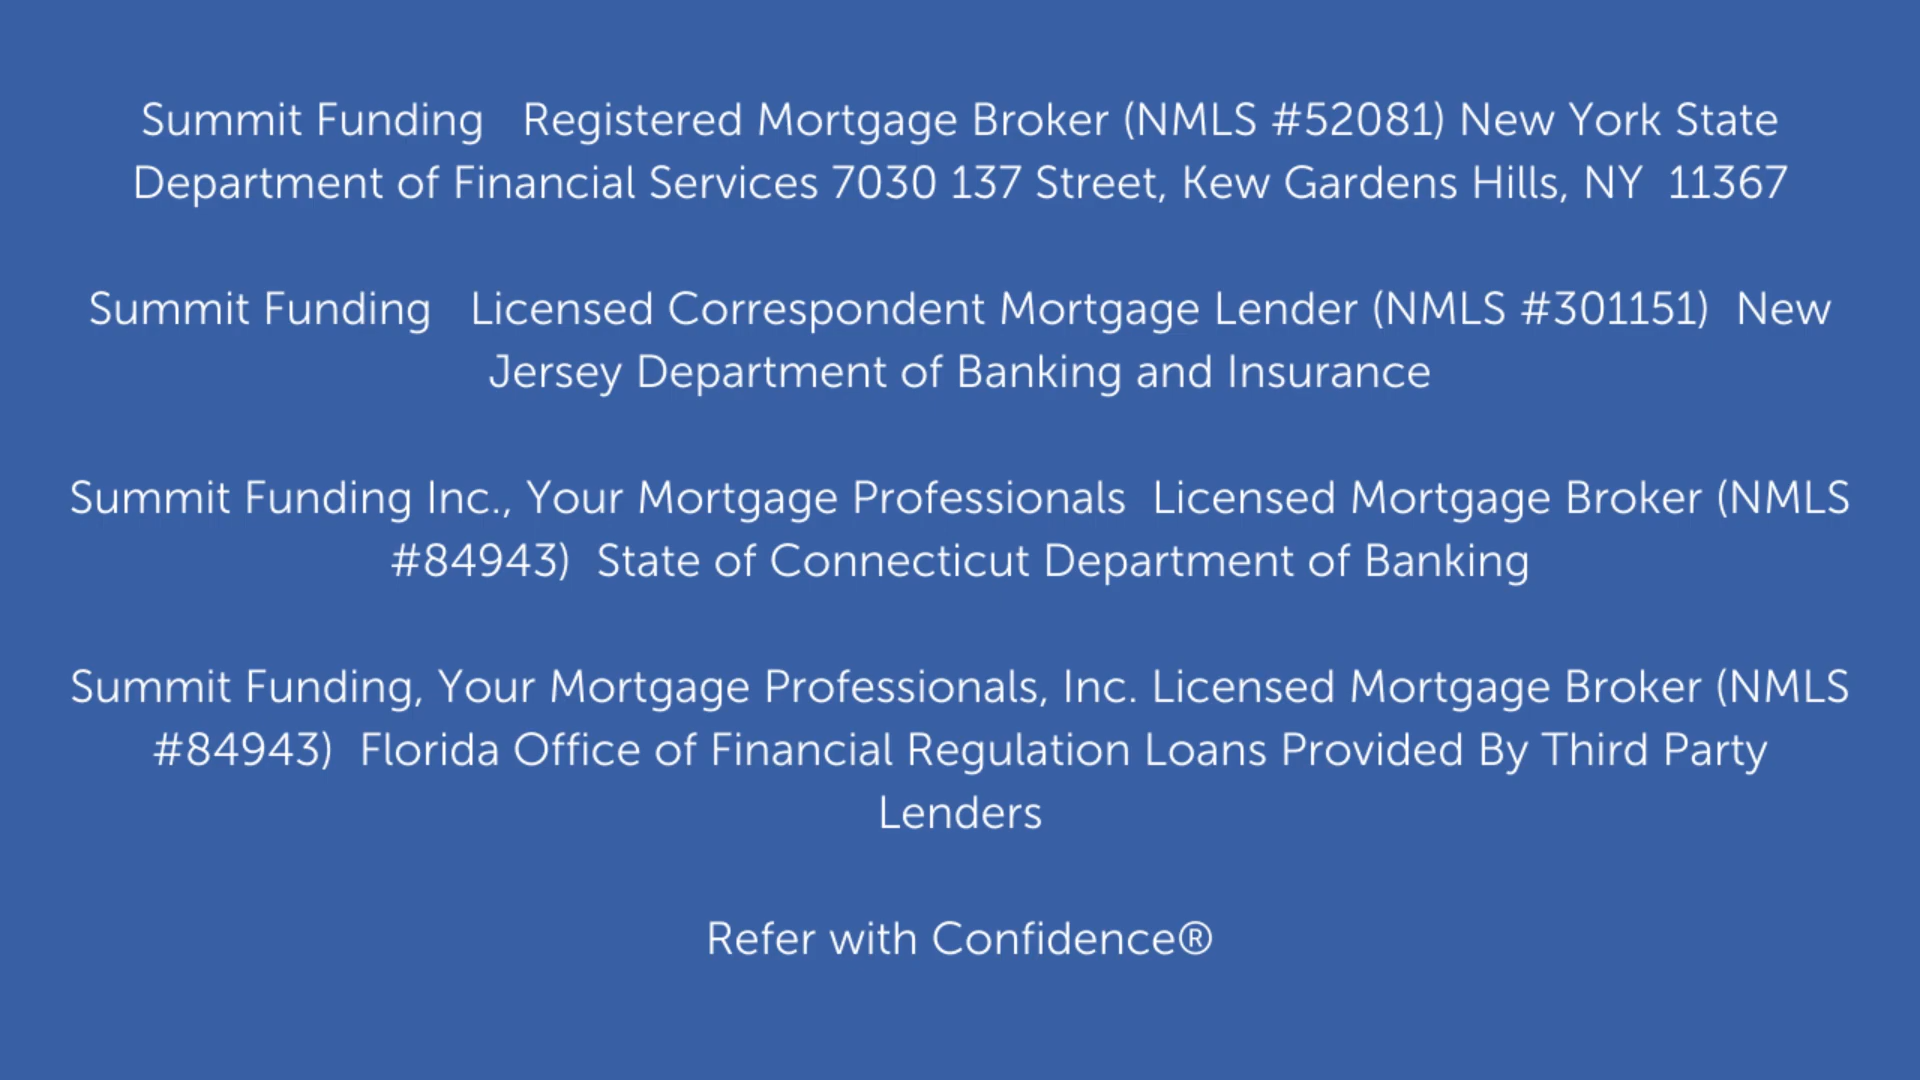 Summit Funding   Registered Mortgage Broker (NMLS #52081) New York State
Department of Financial Services 7030 137 Street, Kew Gardens Hills, NY  11367
Summit Funding   Licensed Correspondent Mortgage Lender (NMLS #301151)  New
Jersey Department of Banking and Insurance
Summit Funding Inc., Your Mortgage Professionals  Licensed Mortgage Broker (NMLS
#84943)  State of Connecticut Department of Banking
Summit Funding, Your Mortgage Professionals, Inc. Licensed Mortgage Broker (NMLS
#84943)  Florida Office of Financial Regulation Loans Provided By Third Party
Lenders
Refer with Confidence®